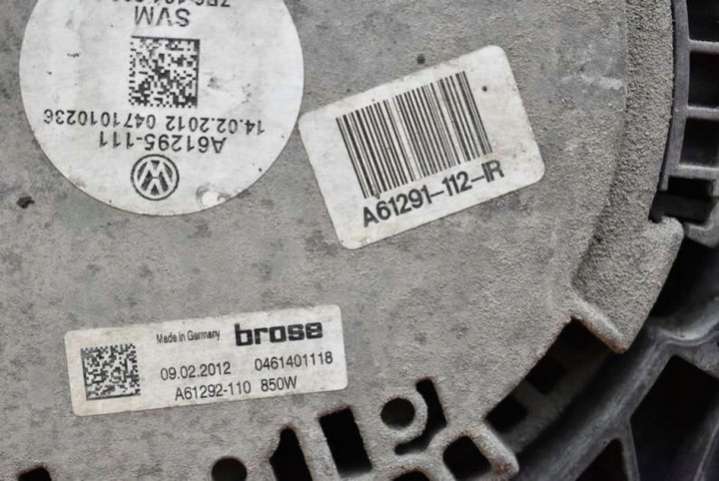 SVM
14.02.2012 0471010236
A61295-111
A61291-112-IR
Made in Germany brose
09.02.2012 0461401118
A61292-110 850W